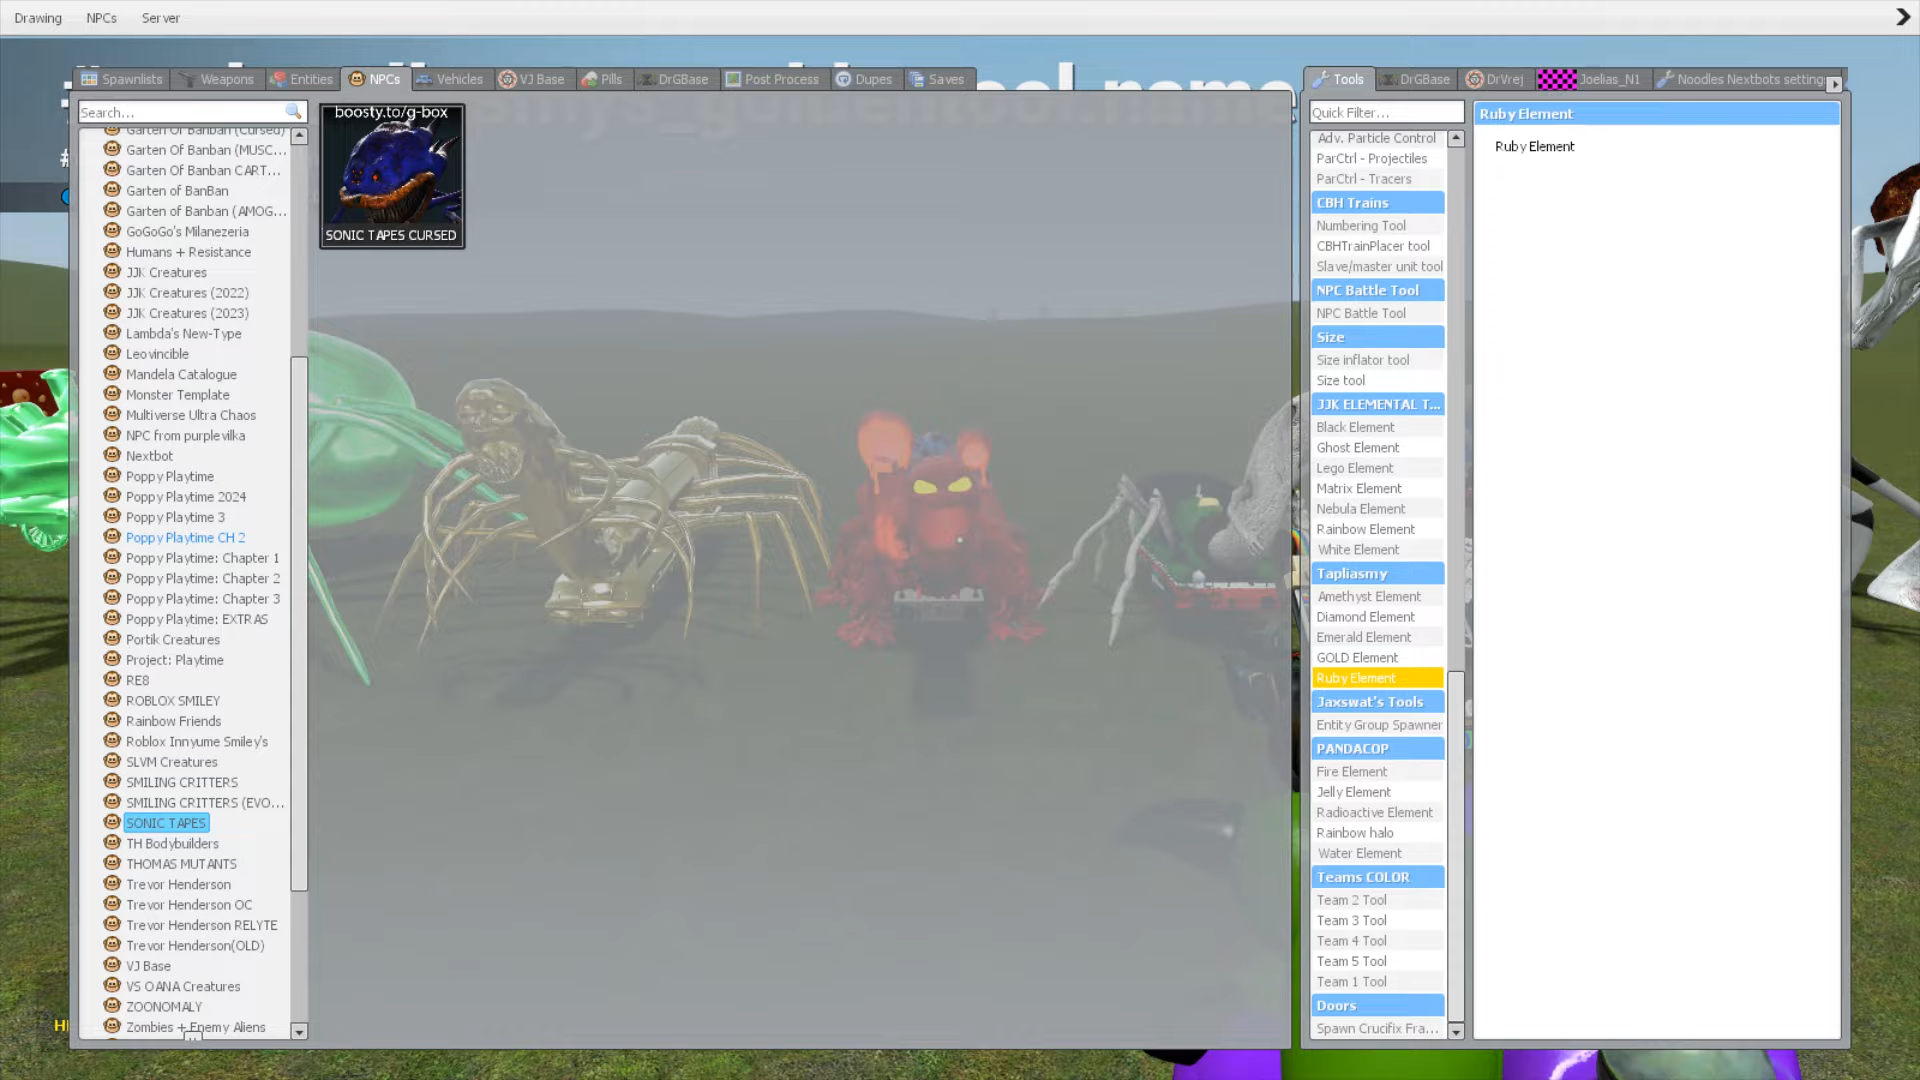 Drawing NPCs Server
Spawnlists Weapons Entities NPCs Vehicles VJ Base Pills DrGBase Post Process Dupes Saves
Search...
Garten Of Banban (Cursed)
Garten Of Banban (MUSC...
Garten Of Banban CART...
Garten of BanBan
Garten of Banban (AMOG...
GoGoGo's Milanezeria
Humans + Resistance
JJK Creatures
JJK Creatures (2022)
JJK Creatures (2023)
Lambda's New-Type
Leovincible
Mandela Catalogue
Monster Template
Multiverse Ultra Chaos
NPC from purplevilka
Nextbot
Poppy Playtime
Poppy Playtime 2024
Poppy Playtime 3
Poppy Playtime CH 2
Poppy Playtime: Chapter 1
Poppy Playtime: Chapter 2
Poppy Playtime: Chapter 3
Poppy Playtime: EXTRAS
Portik Creatures
Project: Playtime
RE8
ROBLOX SMILEY
Rainbow Friends
Roblox Innyume Smiley's
SLVM Creatures
SMILING CRITTERS
SMILING CRITTERS (EVO...
SONIC TAPES
TH Bodybuilders
THOMAS MUTANTS
Trevor Henderson
Trevor Henderson OC
Trevor Henderson RELYTE
Trevor Henderson(OLD)
VJ Base
VS OANA Creatures
ZOONOMALY
Zombies + Enemy Aliens
boosty.to/g-box
SONIC TAPES CURSED
Tools DrGBase DrVrej Joelias_N1 Noodles Nextbots settings
Quick Filter...
Adv. Particle Control
ParCtrl - Projectiles
ParCtrl - Tracers
CBH Trains
Numbering Tool
CBHTrainPlacer tool
Slave/master unit tool
NPC Battle Tool
NPC Battle Tool
Size
Size inflator tool
Size tool
JJK ELEMENTAL T...
Black Element
Ghost Element
Lego Element
Matrix Element
Nebula Element
Rainbow Element
White Element
Tapliasmy
Amethyst Element
Diamond Element
Emerald Element
GOLD Element
Ruby Element
Jaxswat's Tools
Entity Group Spawner
PANDACOP
Fire Element
Jelly Element
Radioactive Element
Rainbow halo
Water Element
Teams COLOR
Team 2 Tool
Team 3 Tool
Team 4 Tool
Team 5 Tool
Team 1 Tool
Doors
Spawn Crucifix Fra...
Ruby Element
Ruby Element